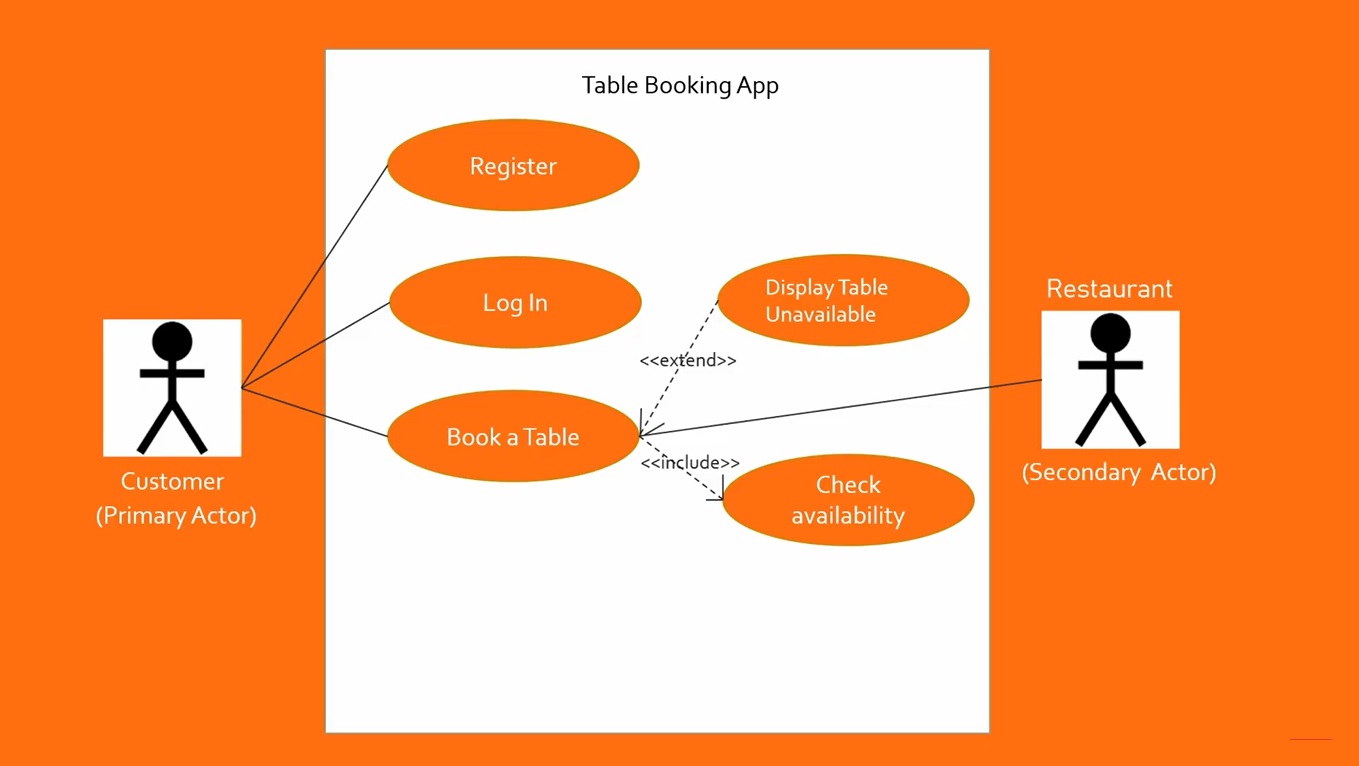 Table Booking App
Register
Log In
Display Table
Unavailable
Restaurant
<<extend>>
Book a Table
<<include>>
Check
availability
Customer
(Primary Actor)
(Secondary Actor)